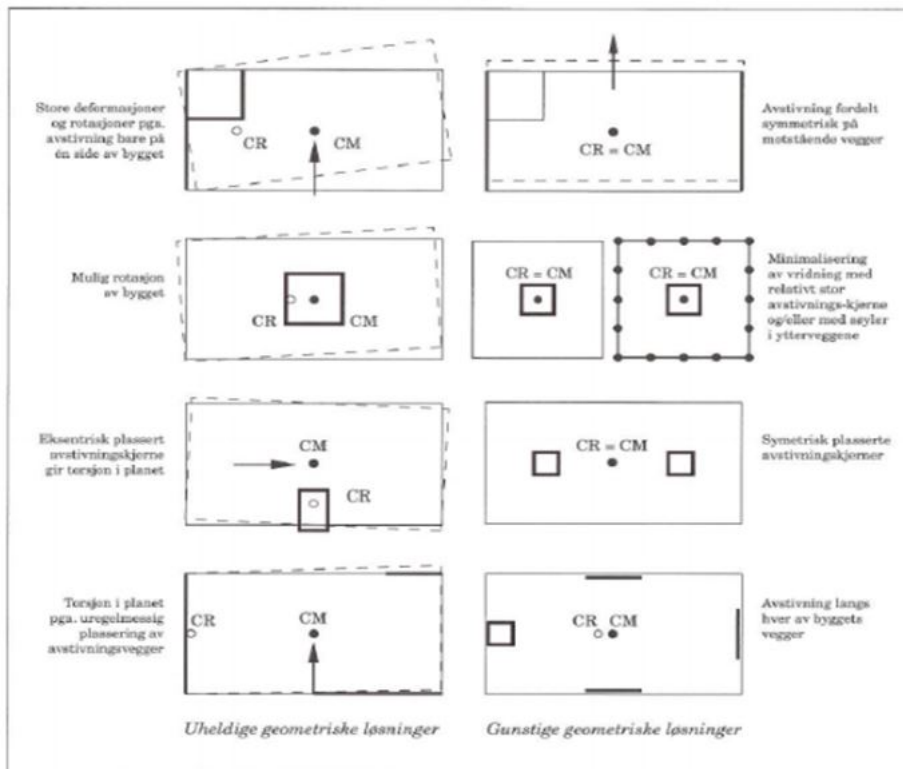 Store deformasjoner
og rotasjoner pga.
avstivning bare på
én side av bygget
CR
CM
CR = CM
Avstivning fordelt
symmetrisk på
motstående vegger
Mulig rotasjon
av bygget
CR
CM
CR = CM
CR = CM
Minimalisering
av vridning med
relativt stor
avstivnings-kjerne
og/eller med søyler
i ytterveggene
Eksentrisk plassert
avstivningskjerne
gir torsjon i planet
CM
CR
CR = CM
Symetrisk plasserte
avstivningskjerner
Torsjon i planet
pga. uregelmessig
plassering av
avstivningsvegger
CR
CM
CR
CM
Avstivning langs
hver av byggets
vegger
Uheldige geometriske løsninger
Gunstige geometriske løsninger